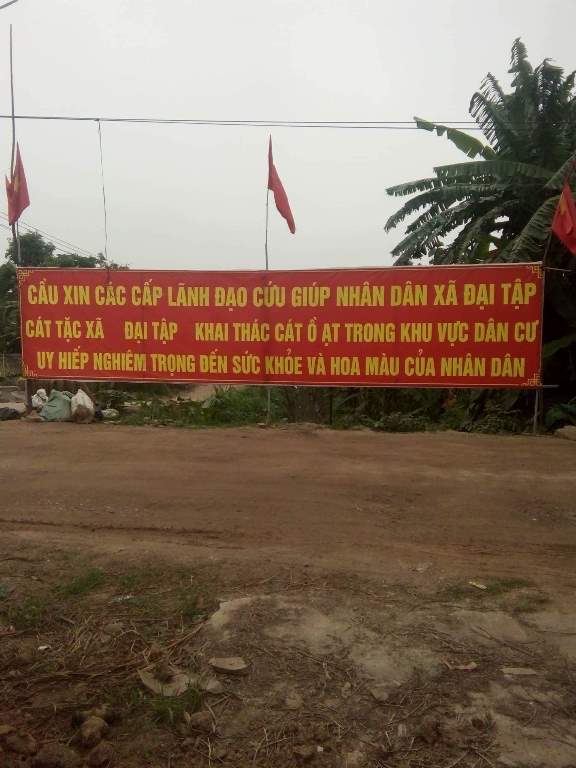 CẦU XIN CÁC CẤP LÃNH ĐẠO CỨU GIÚP NHÂN DÂN XÃ ĐẠI TẬP
CÁT TẶC XÃ ĐẠI TẬP KHAI THÁC CÁT Ồ ẠT TRONG KHU VỰC DÂN CƯ
UY HIẾP NGHIÊM TRỌNG ĐẾN SỨC KHỎE VÀ HOA MÀU CỦA NHÂN DÂN